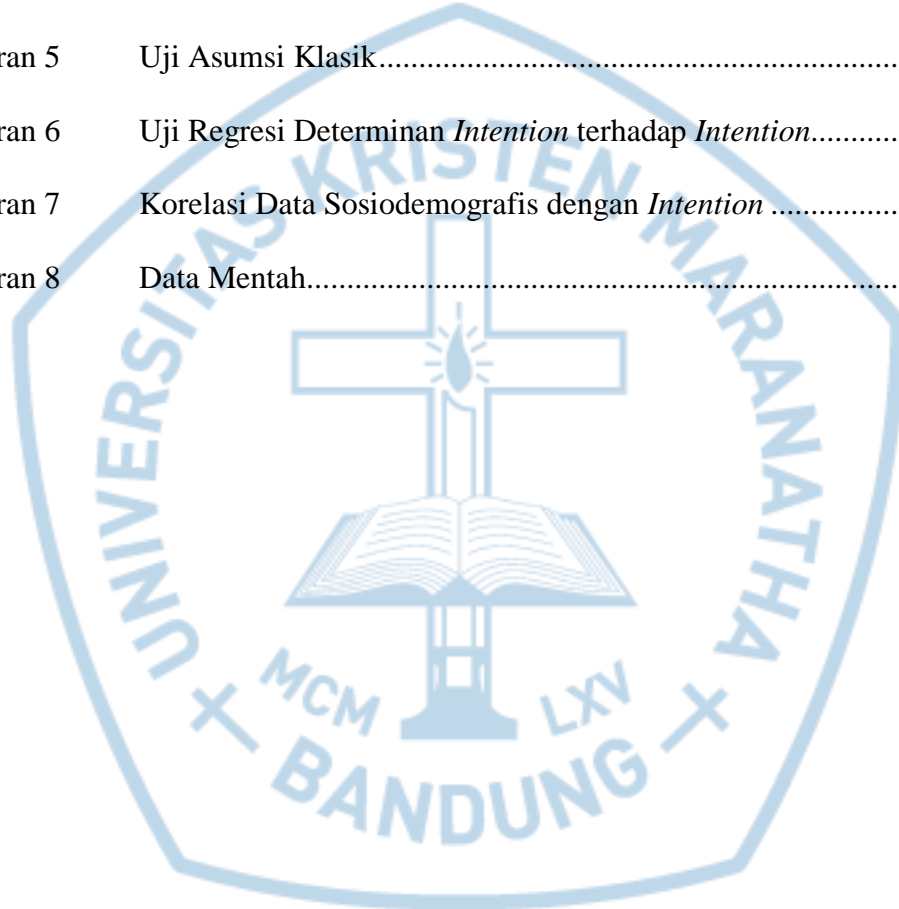 ran 5 Uji Asumsi Klasik.......................................................................
ran 6 Uji Regresi Determinan Intention terhadap Intention...........
ran 7 Korelasi Data Sosiodemografis dengan Intention ................
ran 8 Data Mentah................................................................................
UNIVERSITAS KRISTEN MARANATHA
MCM LXV
BANDUNG